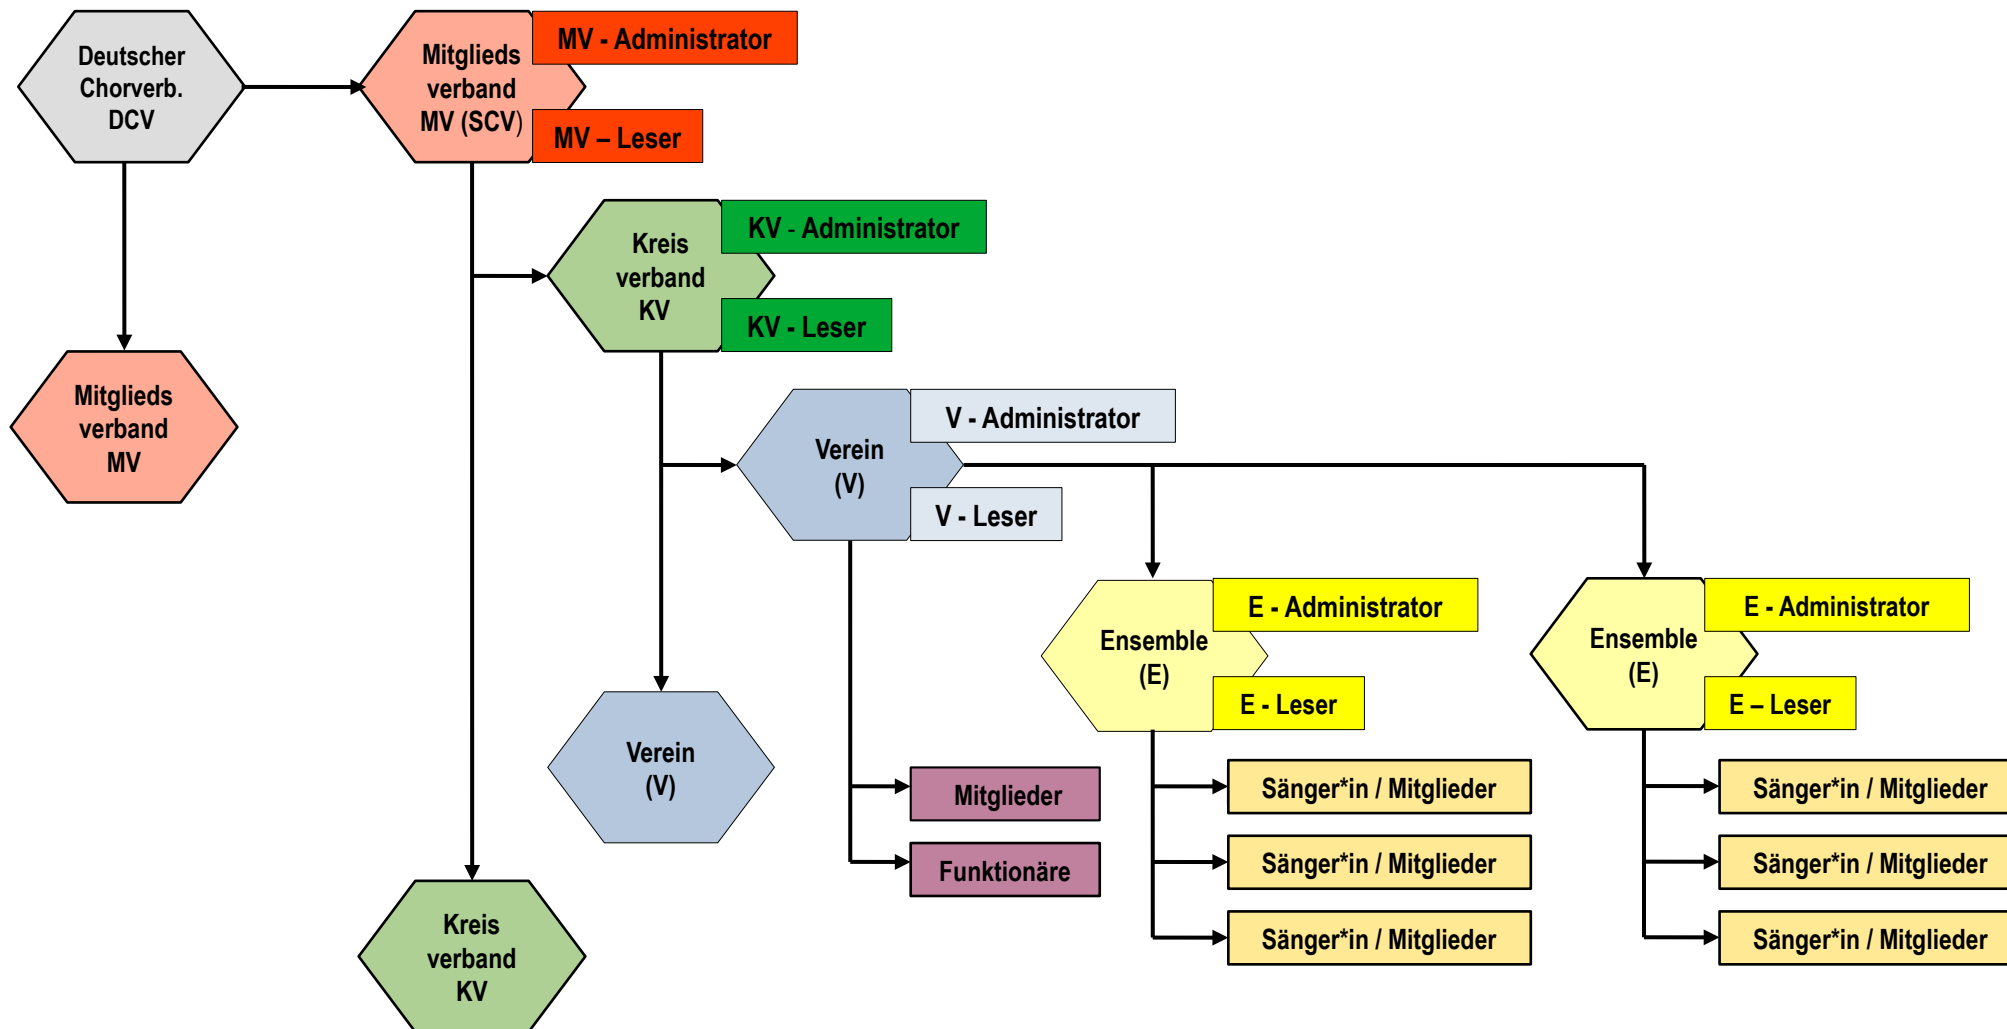 Deutscher
Chorverb.
DCV
Mitglieds
verband
MV (SCV)
MV - Administrator
MV – Leser
Kreis
verband
KV
KV - Administrator
KV - Leser
Mitglieds
verband
MV
Verein
(V)
V - Administrator
V - Leser
Ensemble
(E)
E - Administrator
E - Leser
Ensemble
(E)
E - Administrator
E – Leser
Verein
(V)
Mitglieder
Funktionäre
Sänger*in / Mitglieder
Sänger*in / Mitglieder
Sänger*in / Mitglieder
Sänger*in / Mitglieder
Sänger*in / Mitglieder
Sänger*in / Mitglieder
Kreis
verband
KV